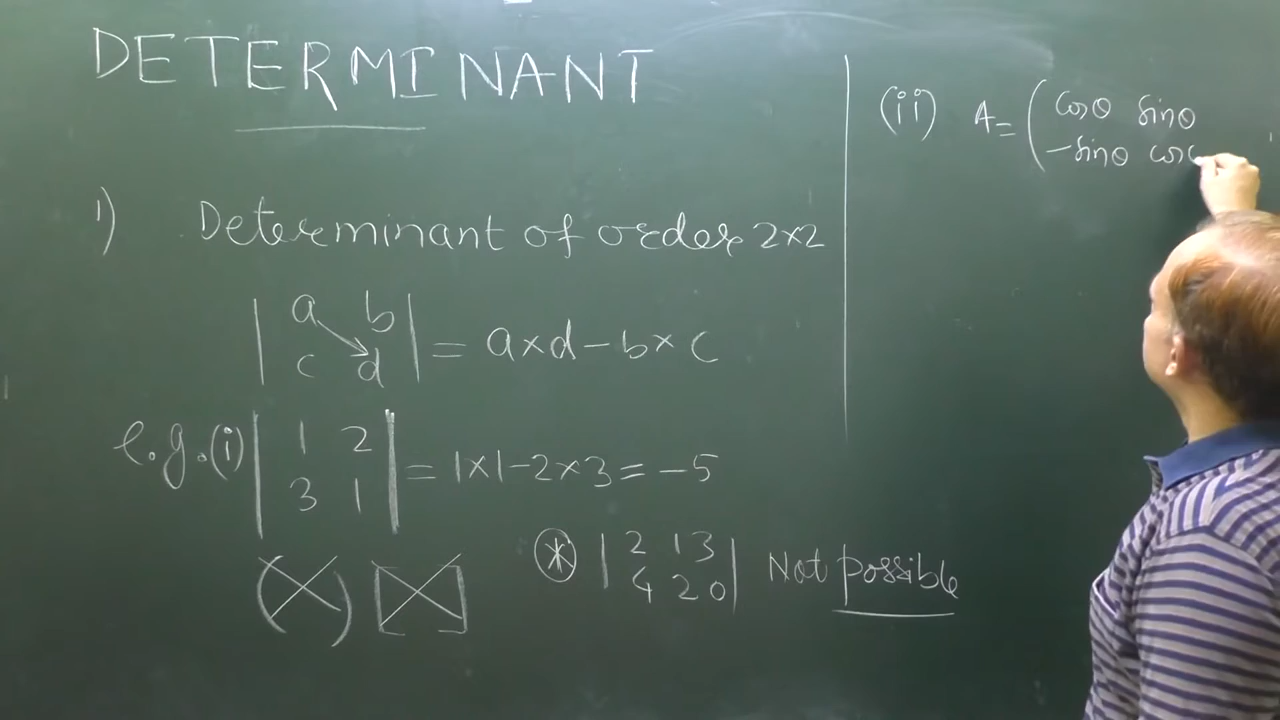 DETERMINANT
1) Determinant of order 2×2
| a b |
| c d | = a×d-b×c
e.g.(i) | 1 2 |
| 3 1 | = 1×1-2×3=-5
* | 2 1 3 |
| 4 2 0 | Not possible
(ii) A= ( cosθ sinθ
-sinθ cos